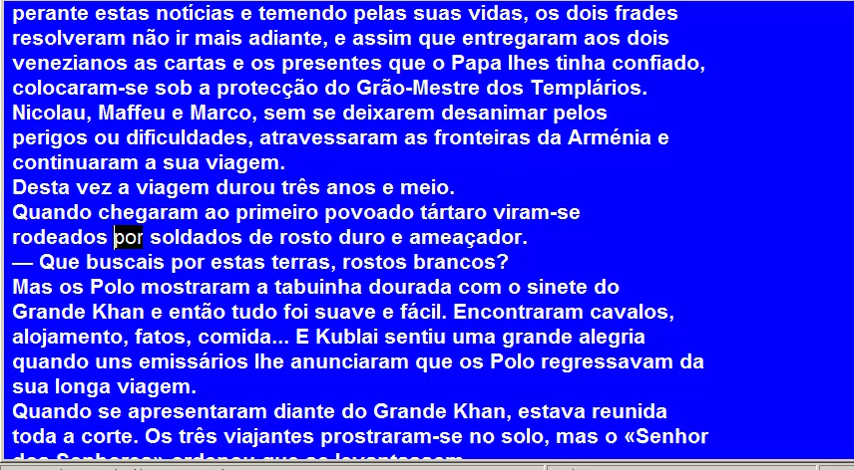 perante estas notícias e temendo pelas suas vidas, os dois frades
resolveram não ir mais adiante, e assim que entregaram aos dois
venezianos as cartas e os presentes que o Papa lhes tinha confiado,
colocaram-se sob a protecção do Grão-Mestre dos Templários.
Nicolau, Maffeu e Marco, sem se deixarem desanimar pelos
perigos ou dificuldades, atravessaram as fronteiras da Arménia e
continuaram a sua viagem.
Desta vez a viagem durou três anos e meio.
Quando chegaram ao primeiro povoado tártaro viram-se
rodeados por soldados de rosto duro e ameaçador.
— Que buscais por estas terras, rostos brancos?
Mas os Polo mostraram a tabuinha dourada com o sinete do
Grande Khan e então tudo foi suave e fácil. Encontraram cavalos,
alojamento, fatos, comida... E Kublai sentiu uma grande alegria
quando uns emissários lhe anunciaram que os Polo regressavam da
sua longa viagem.
Quando se apresentaram diante do Grande Khan, estava reunida
toda a corte. Os três viajantes prostraram-se no solo, mas o «Senhor
dos Senhores» ordenou que se levantassem